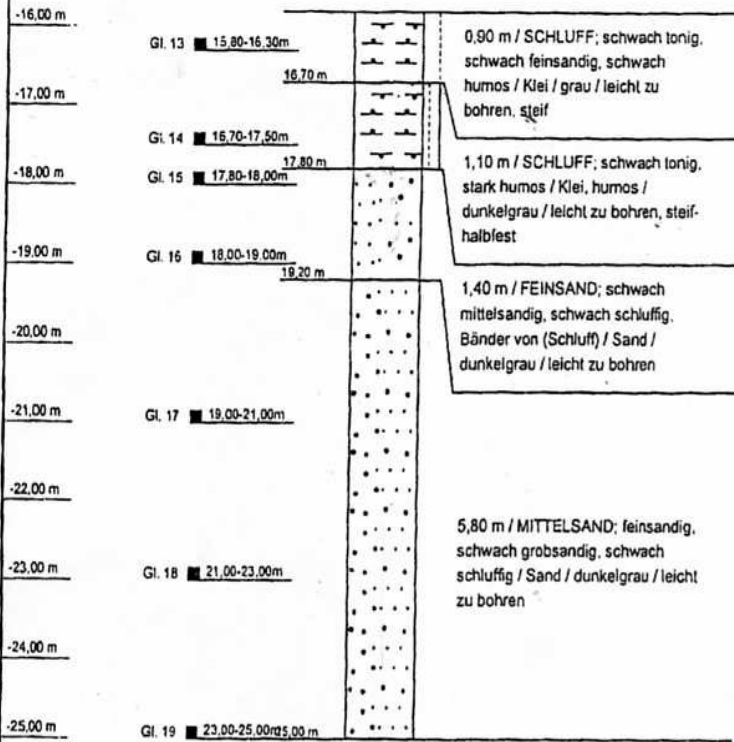 -16,00 m
Gl. 13 15,80-16,30m
16,70 m
-17,00 m
Gl. 14 16,70-17,50m
17,80 m
-18,00 m
Gl. 15 17,80-18,00m
-19,00 m
Gl. 16 18,00-19,00m
19,20 m
-20,00 m
-21,00 m
Gl. 17 19,00-21,00m
-22,00 m
-23,00 m
Gl. 18 21,00-23,00m
-24,00 m
-25,00 m
Gl. 19 23,00-25,00m
25,00 m
0,90 m / SCHLUFF; schwach tonig,
schwach feinsandig, schwach
humos / Klei / grau / leicht zu
bohren, steif
1,10 m / SCHLUFF; schwach tonig,
stark humos / Klei, humos /
dunkelgrau / leicht zu bohren, steif-
halbfest
1,40 m / FEINSAND; schwach
mittelsandig, schwach schluffig,
Bänder von (Schluff) / Sand /
dunkelgrau / leicht zu bohren
5,80 m / MITTELSAND; feinsandig,
schwach grobsandig, schwach
schluffig / Sand / dunkelgrau / leicht
zu bohren